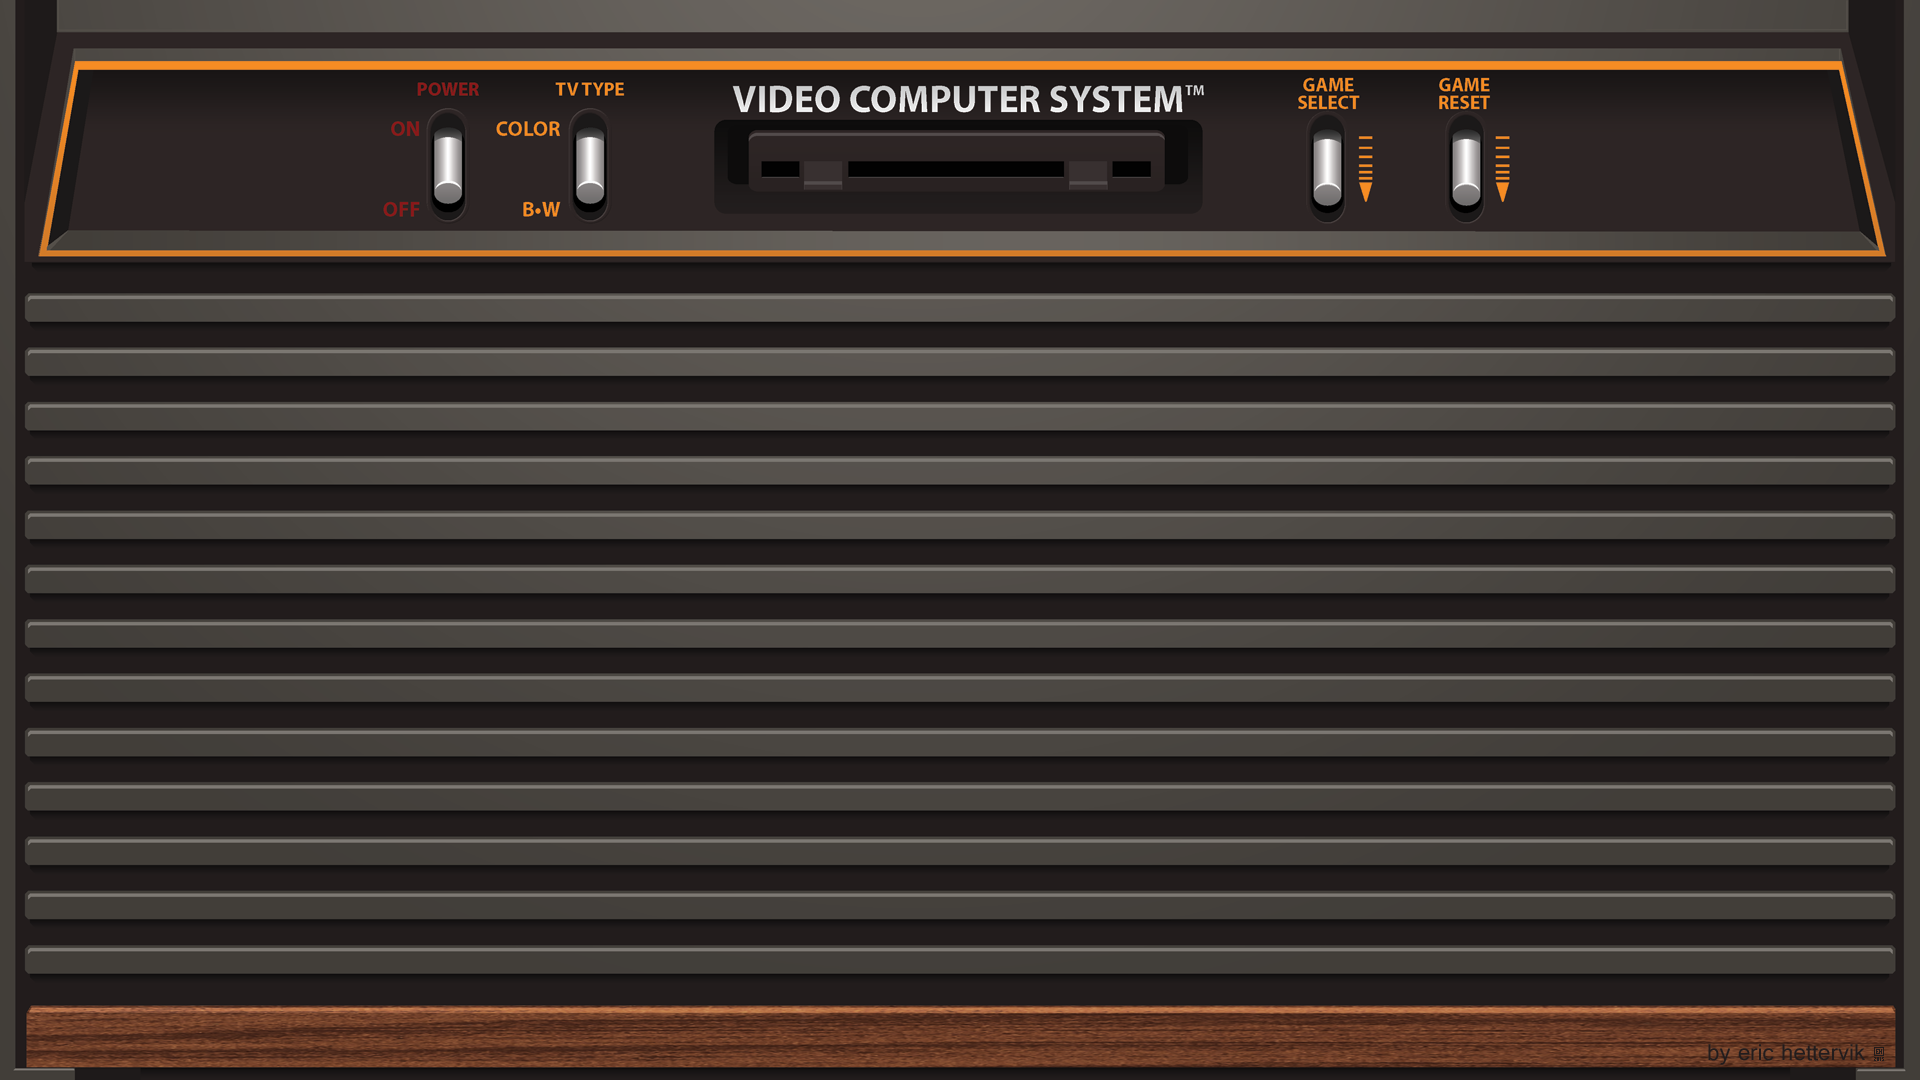 POWER
ON
OFF
TV TYPE
COLOR
B•W
VIDEO COMPUTER SYSTEM™
GAME
SELECT
GAME
RESET
by eric hettervik